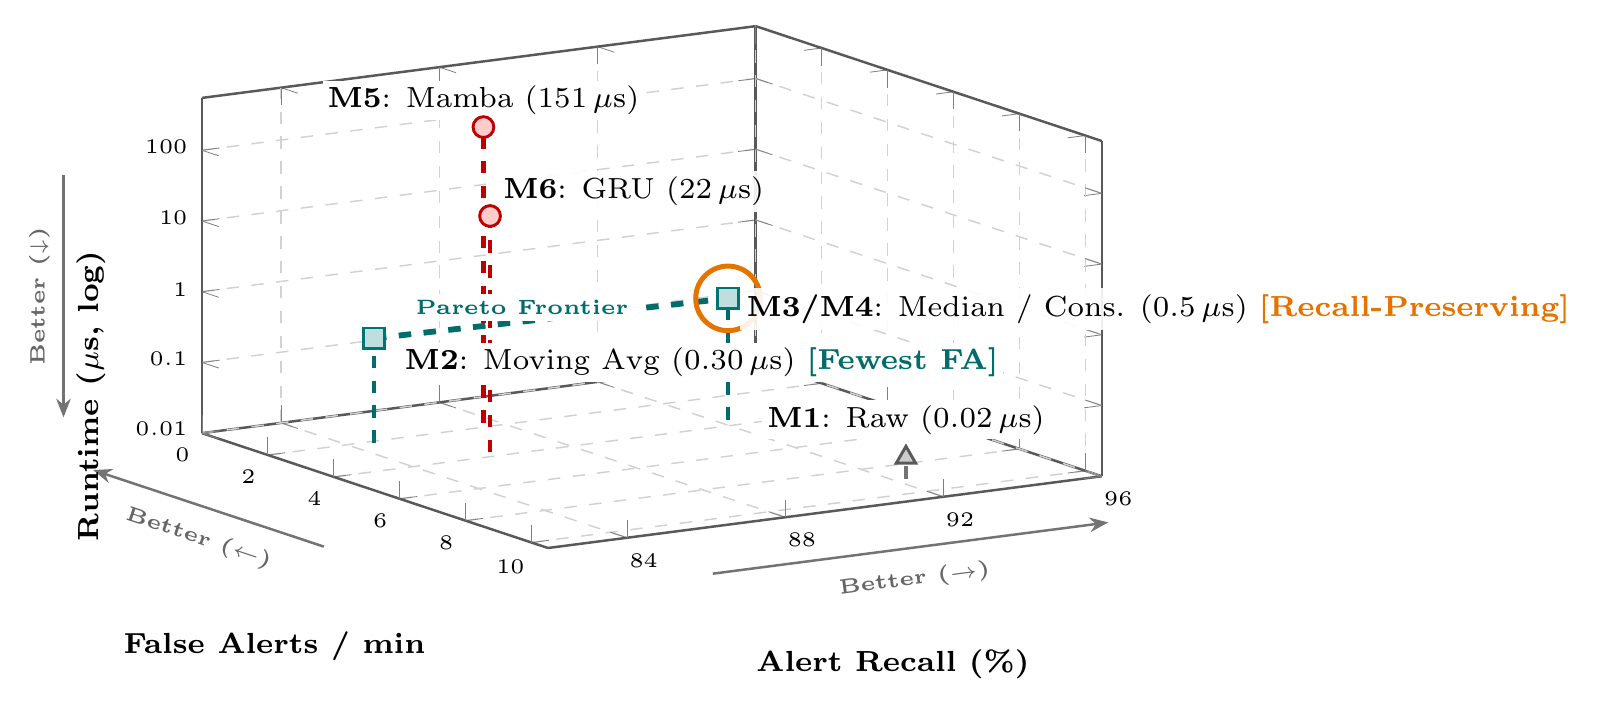 M5: Mamba (151 μs)
100
M6: GRU (22 μs)
10
Better (↓)
Runtime (μs, log)
1
Pareto Frontier
M3/M4: Median / Cons. (0.5 μs) [Recall-Preserving]
0.1
M2: Moving Avg (0.30 μs) [Fewest FA]
M1: Raw (0.02 μs)
0.01
0
2
4
6
8
10
84
88
92
96
Better (←)
Better (→)
False Alerts / min
Alert Recall (%)